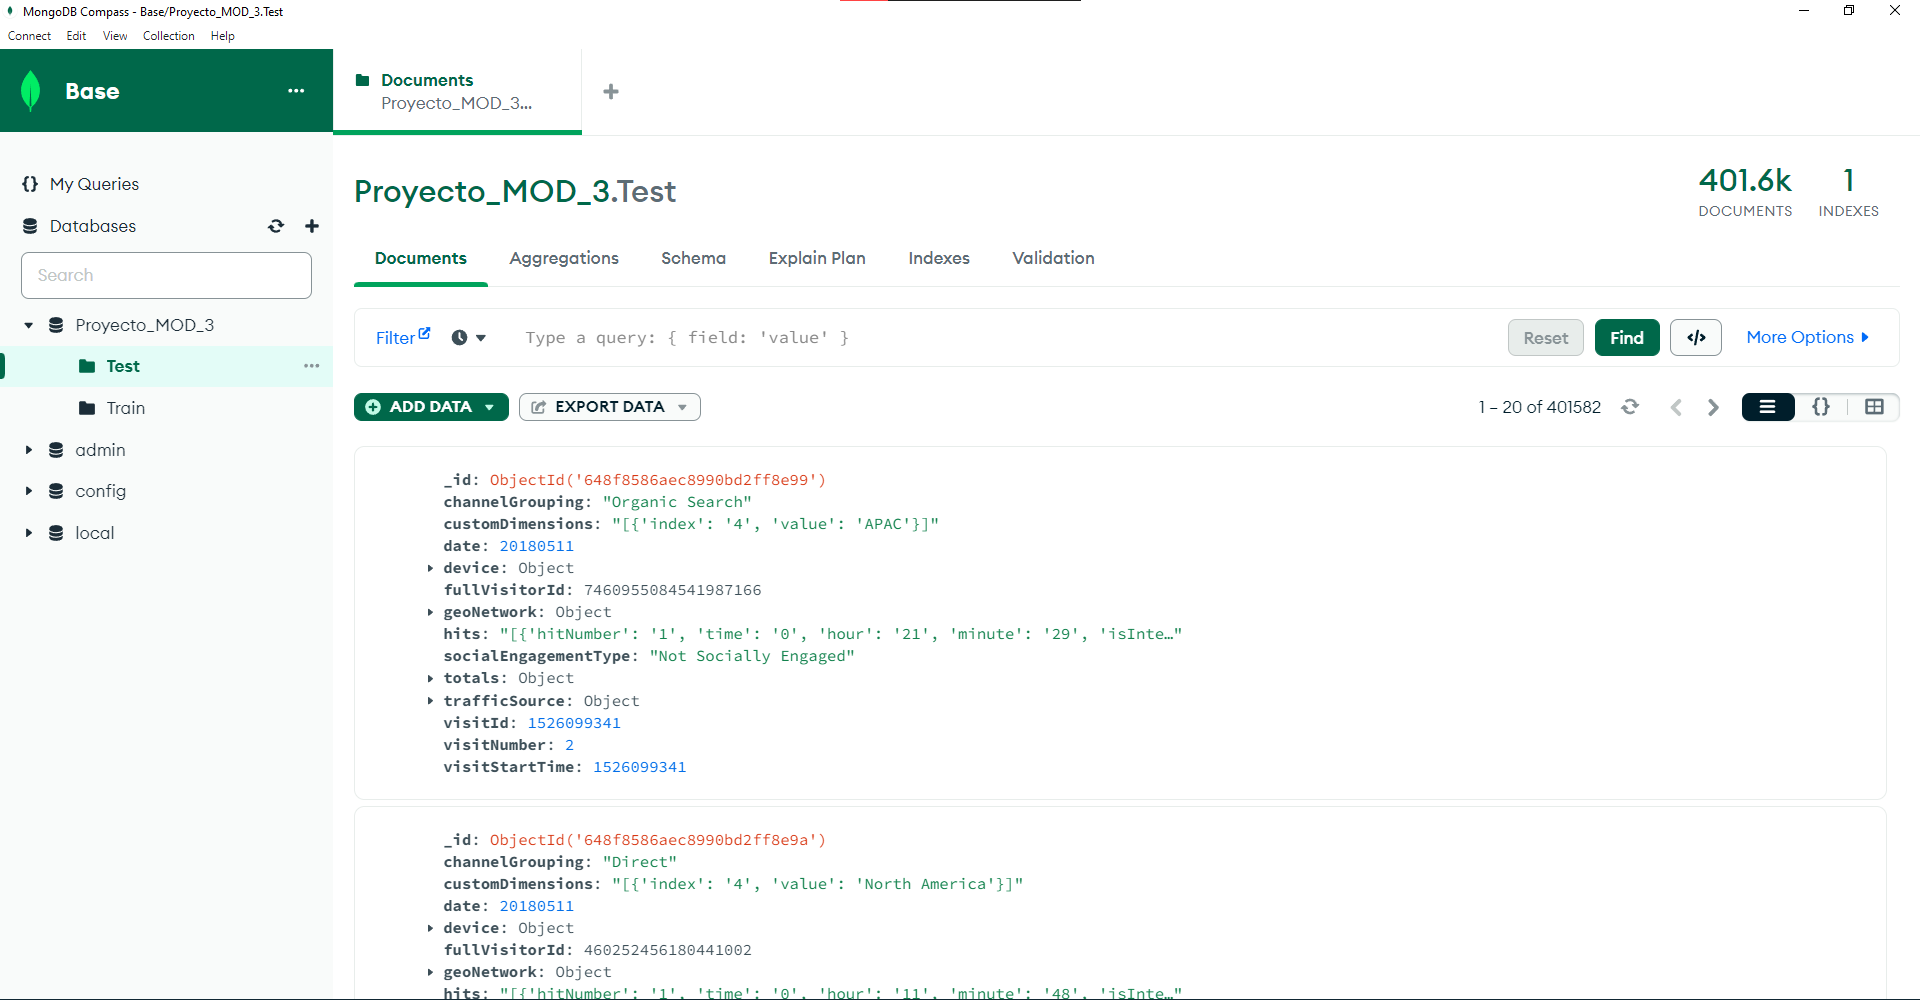 MongoDB Compass - Base/Proyecto_MOD_3.Test
Connect Edit View Collection Help
Base
Documents
Proyecto_MOD_3...
My Queries
Databases
Search
Proyecto_MOD_3
Test
Train
admin
config
local
Proyecto_MOD_3.Test
401.6k
DOCUMENTS
1
INDEXES
Documents Aggregations Schema Explain Plan Indexes Validation
Filter Type a query: { field: 'value' } Reset Find </> More Options
ADD DATA EXPORT DATA 1 – 20 of 401582 {}
_id: ObjectId('648f8586aec8990bd2ff8e99')
channelGrouping: "Organic Search"
customDimensions: "[{'index': '4', 'value': 'APAC'}]"
date: 20180511
device: Object
fullVisitorId: 7460955084541987166
geoNetwork: Object
hits: "[{'hitNumber': '1', 'time': '0', 'hour': '21', 'minute': '29', 'isInte…"
socialEngagementType: "Not Socially Engaged"
totals: Object
trafficSource: Object
visitId: 1526099341
visitNumber: 2
visitStartTime: 1526099341
_id: ObjectId('648f8586aec8990bd2ff8e9a')
channelGrouping: "Direct"
customDimensions: "[{'index': '4', 'value': 'North America'}]"
date: 20180511
device: Object
fullVisitorId: 460252456180441002
geoNetwork: Object
hits: "[{'hitNumber': '1', 'time': '0', 'hour': '11', 'minute': '48', 'isInte…"